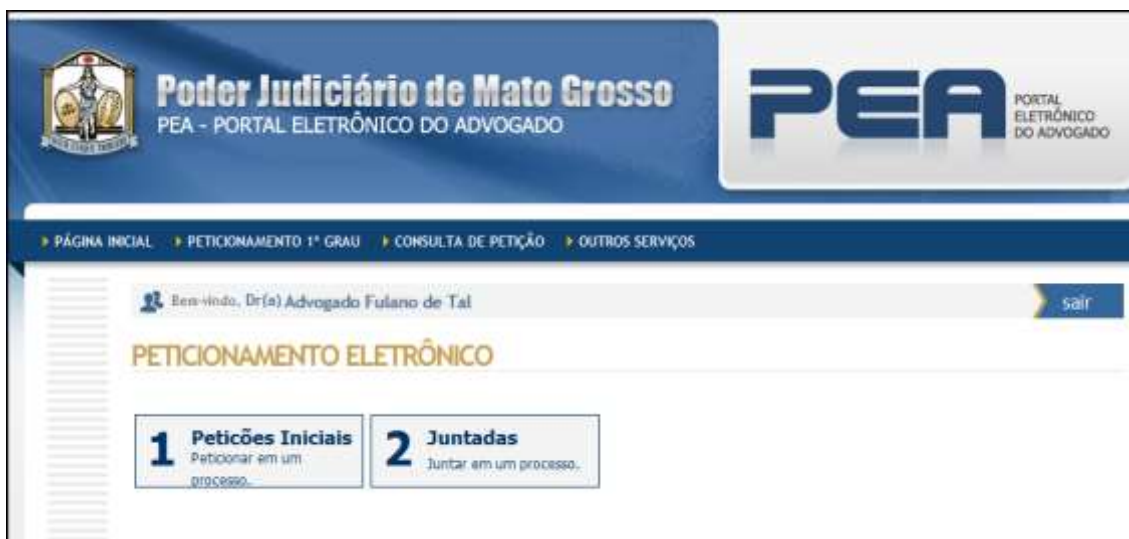 Poder Judiciário de Mato Grosso
PEA - PORTAL ELETRÔNICO DO ADVOGADO
PEA
PORTAL
ELETRÔNICO
DO ADVOGADO
PÁGINA INICIAL PETICIONAMENTO 1º GRAU CONSULTA DE PETIÇÃO OUTROS SERVIÇOS
Bem-vindo, Dr(a) Advogado Fulano de Tal
sair
PETICIONAMENTO ELETRÔNICO
1 Peticões Iniciais
Peticionar em um
processo..
2 Juntadas
Juntar em um processo..